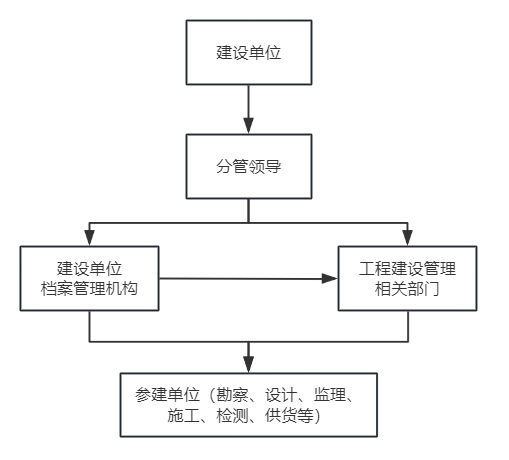 建设单位
分管领导
建设单位
档案管理机构
工程建设管理
相关部门
参建单位（勘察、设计、监理、
施工、检测、供货等）